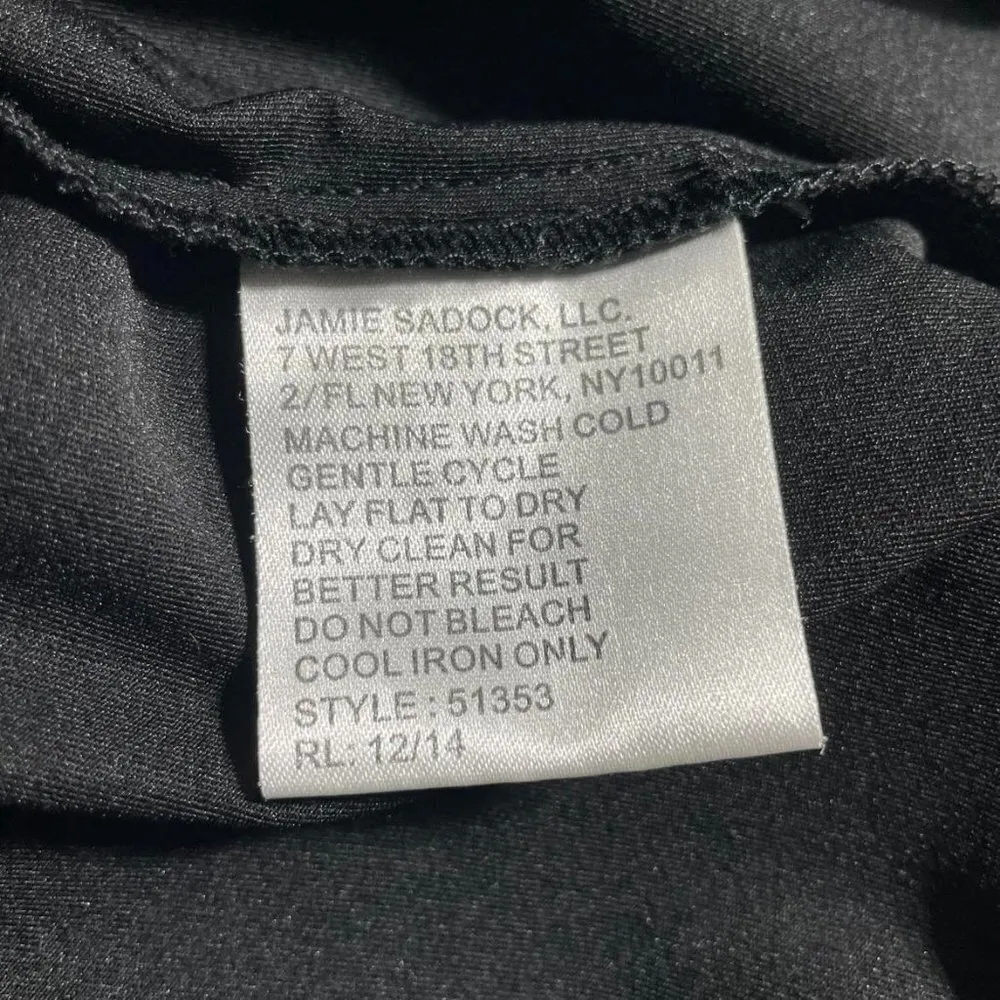 JAMIE SADOCK, LLC.
7 WEST 18TH STREET
2/FL NEW YORK, NY10011
MACHINE WASH COLD
GENTLE CYCLE
LAY FLAT TO DRY
DRY CLEAN FOR
BETTER RESULT
DO NOT BLEACH
COOL IRON ONLY
STYLE : 51353
RL: 12/14